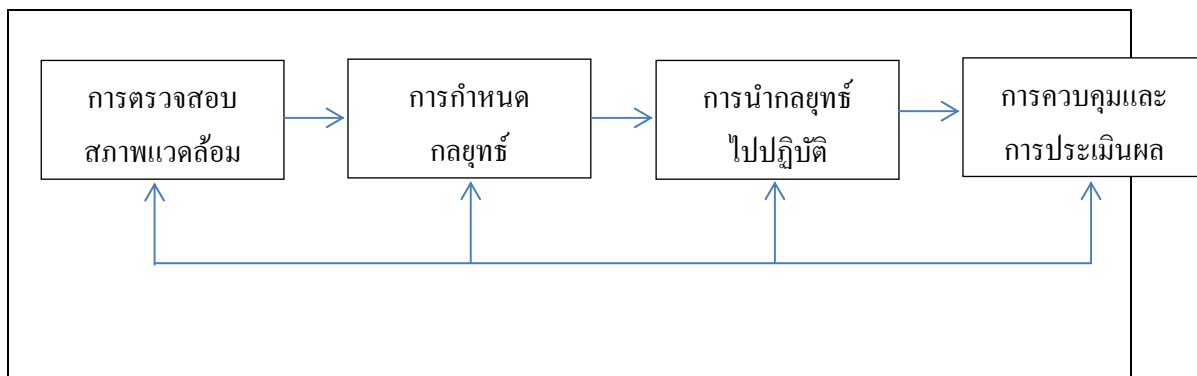 การตรวจสอบ
สภาพแวดล้อม
การกำหนด
กลยุทธ์
การนำกลยุทธ์
ไปปฏิบัติ
การควบคุมและ
การประเมินผล